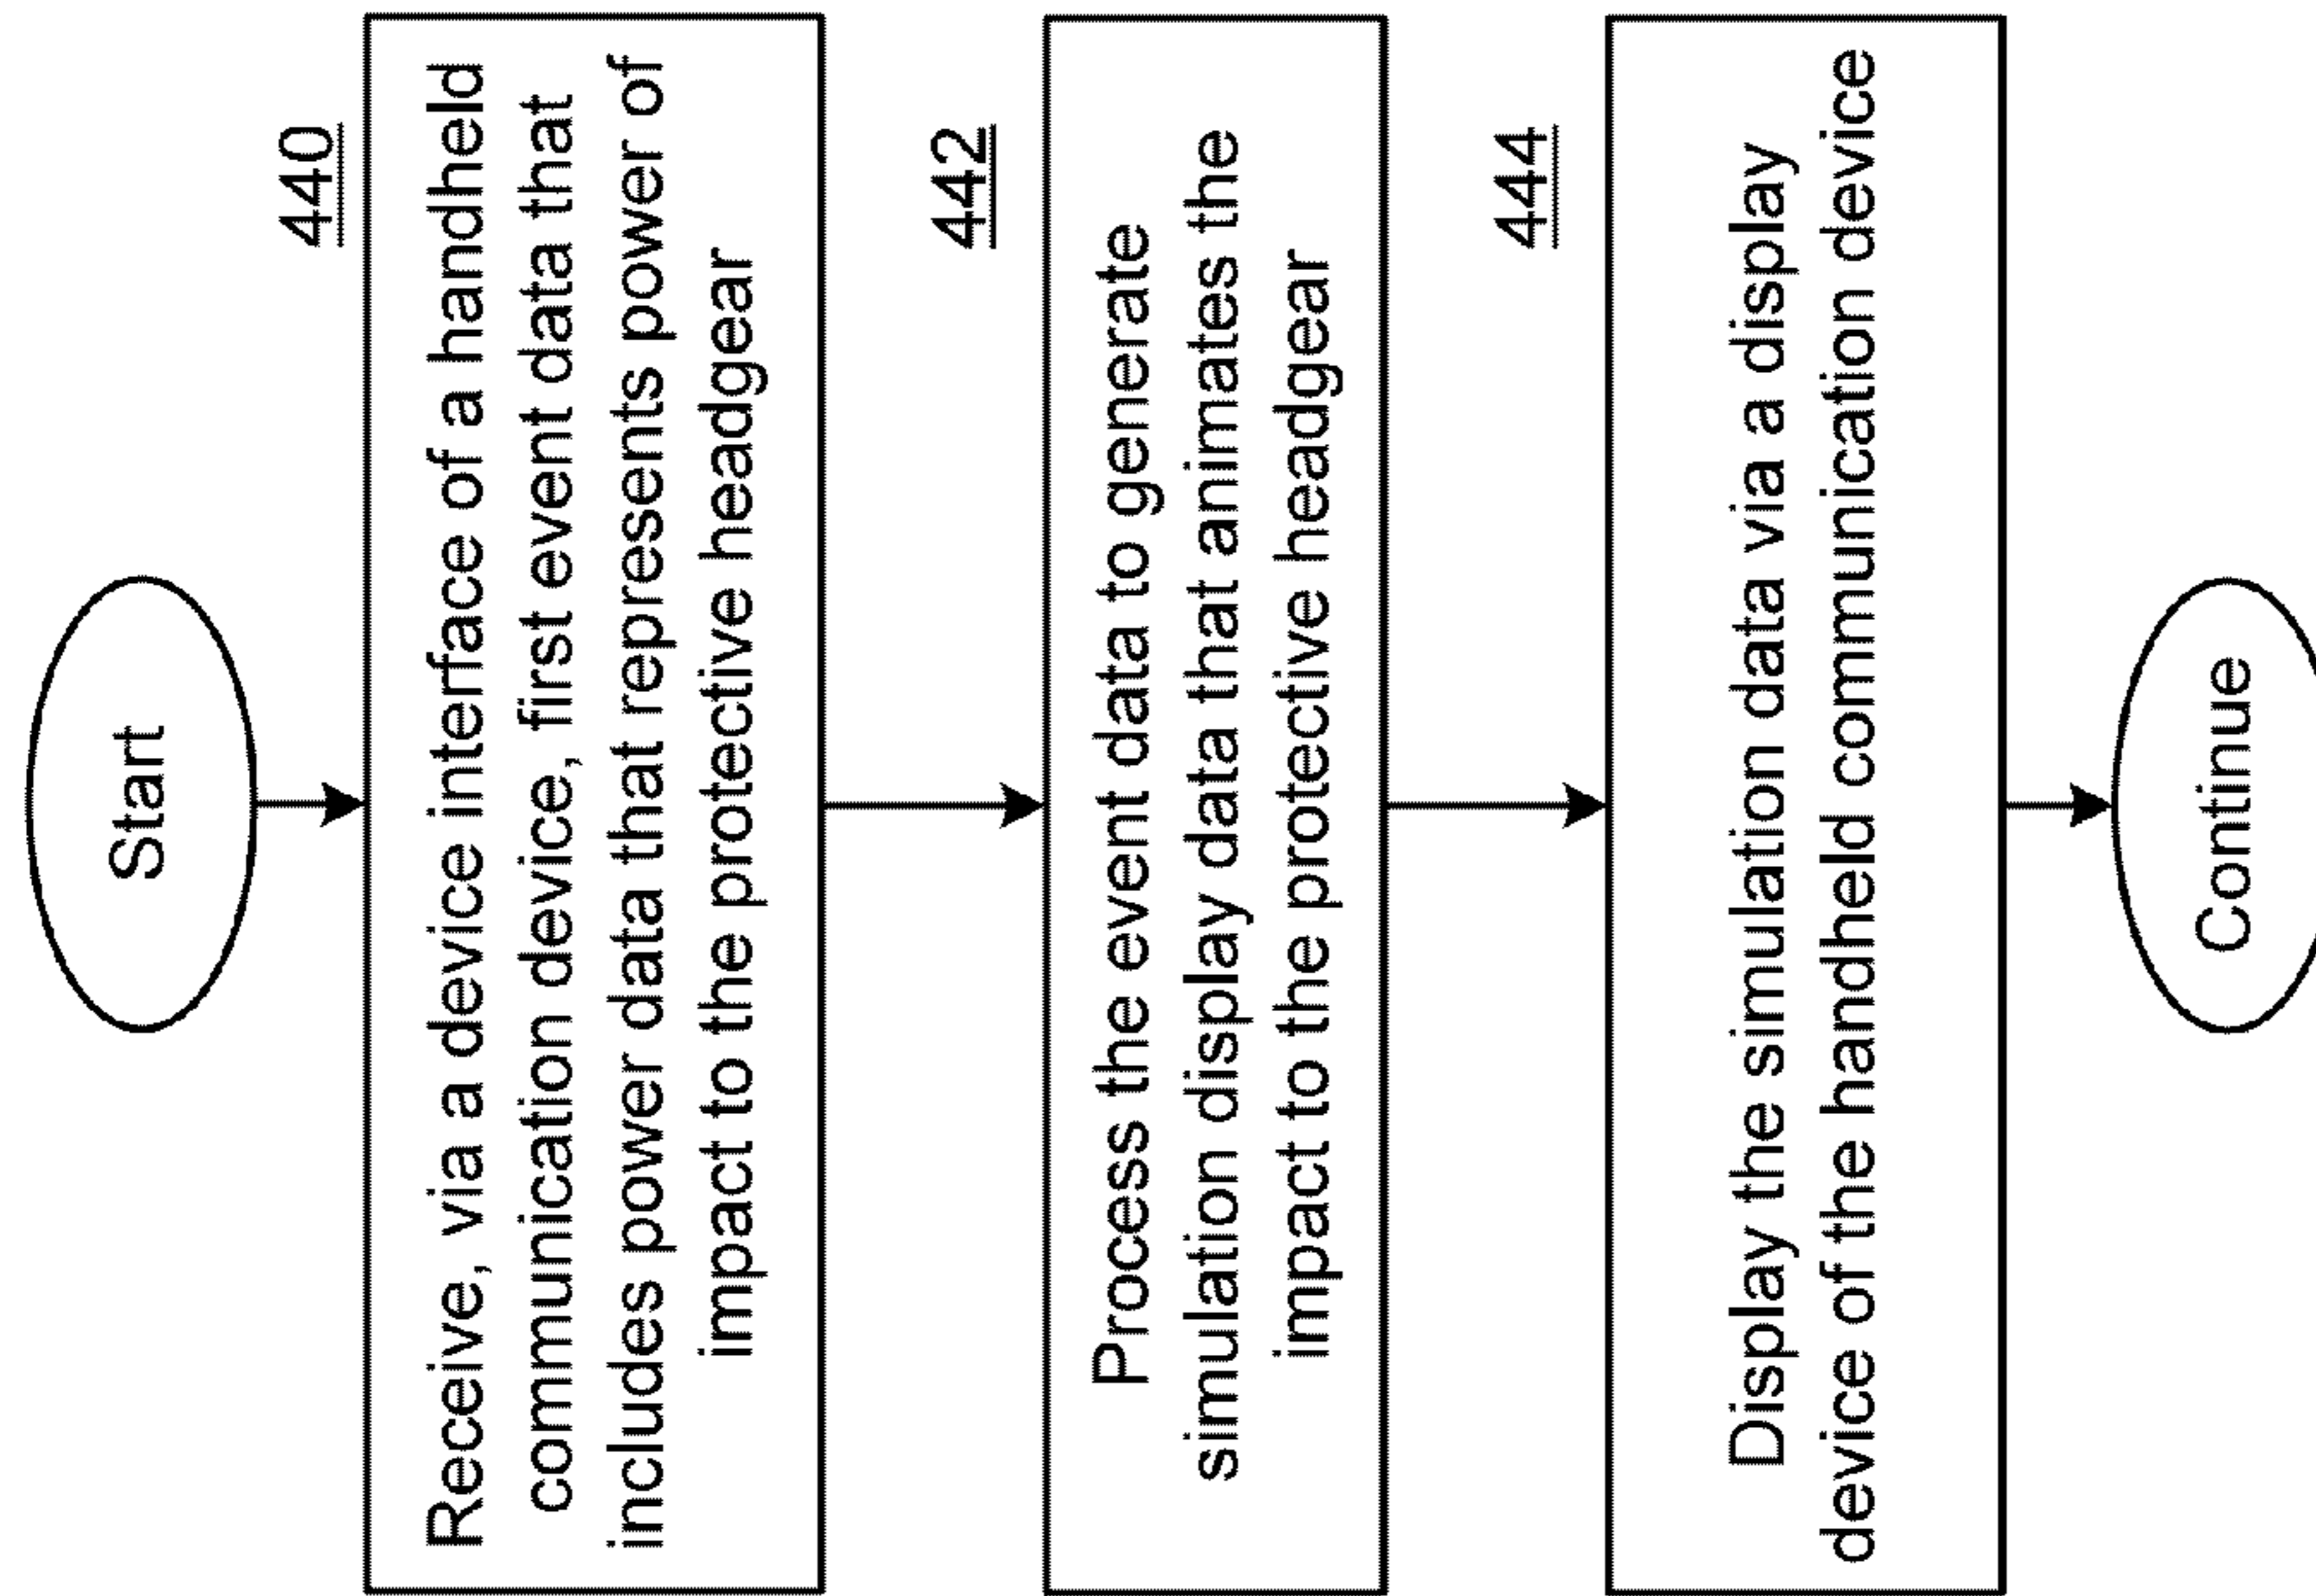 Start
440
Receive, via a device interface of a handheld
communication device, first event data that
includes power data that represents power of
impact to the protective headgear
442
Process the event data to generate
simulation display data that animates the
impact to the protective headgear
444
Display the simulation data via a display
device of the handheld communication device
Continue